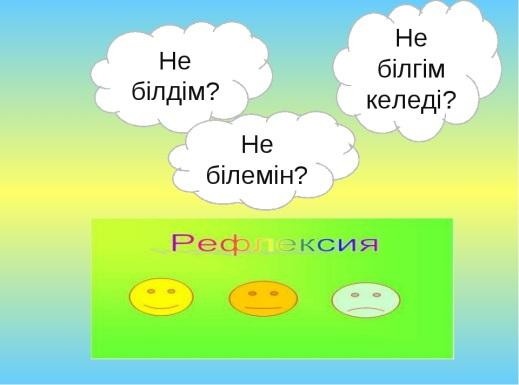 Не
білдім?
Не
білгім
келеді?
Не
білемін?
Рефлексия